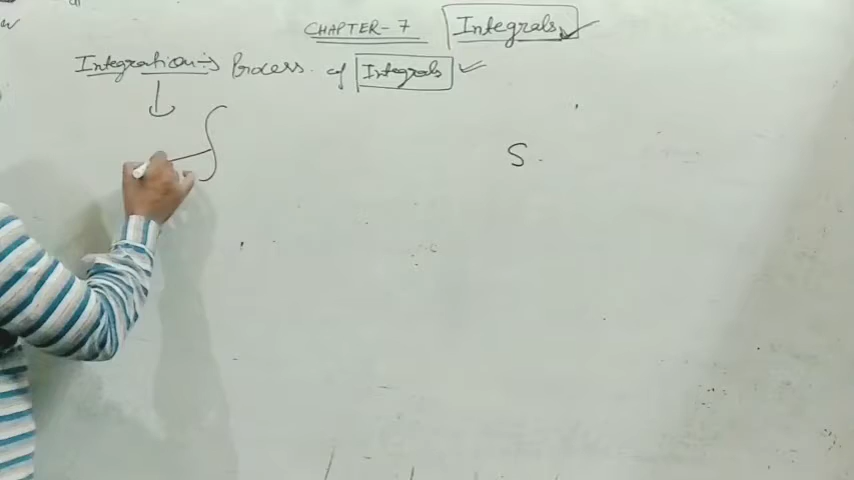 CHAPTER - 7 Integrals
Integration :→ Process of Integrals
∫ S